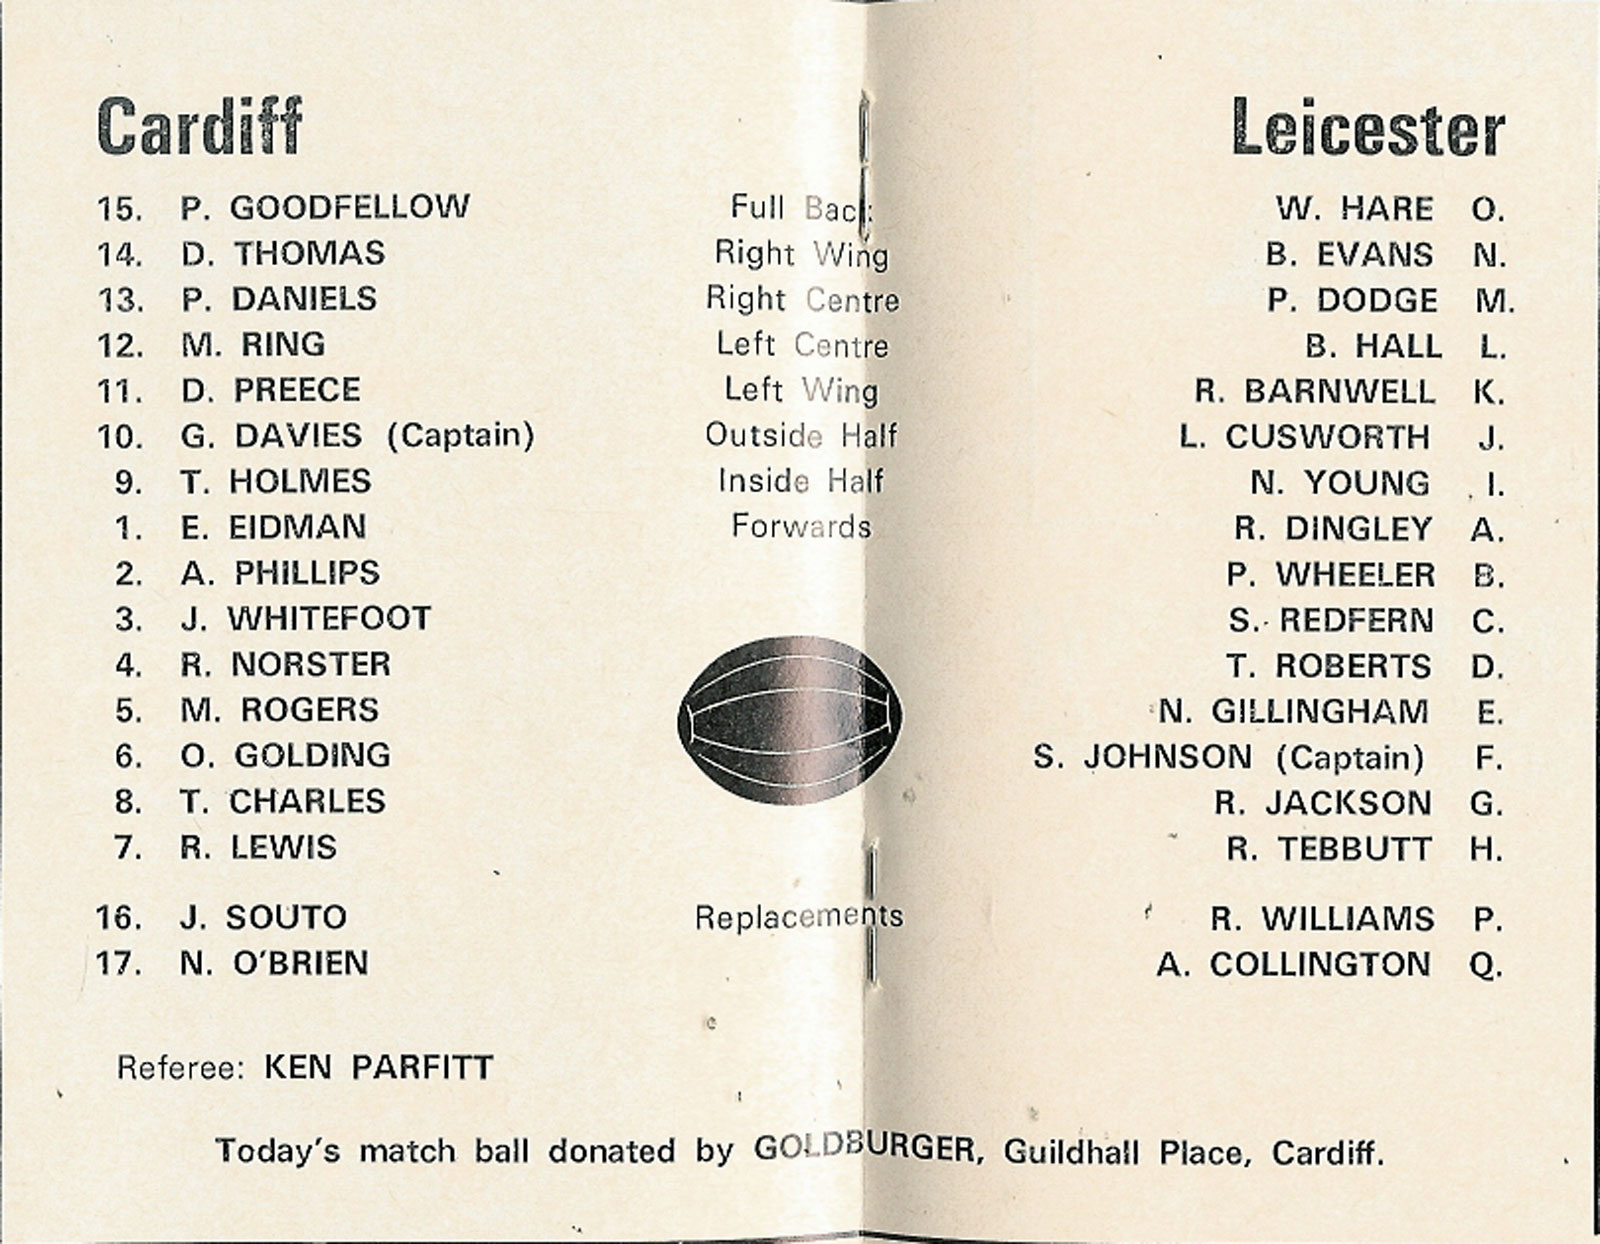 Cardiff Leicester
15. P. GOODFELLOW Full Back W. HARE O.
14. D. THOMAS Right Wing B. EVANS N.
13. P. DANIELS Right Centre P. DODGE M.
12. M. RING Left Centre B. HALL L.
11. D. PREECE Left Wing R. BARNWELL K.
10. G. DAVIES (Captain) Outside Half L. CUSWORTH J.
9. T. HOLMES Inside Half N. YOUNG I.
1. E. EIDMAN Forwards R. DINGLEY A.
2. A. PHILLIPS P. WHEELER B.
3. J. WHITEFOOT S. REDFERN C.
4. R. NORSTER T. ROBERTS D.
5. M. ROGERS N. GILLINGHAM E.
6. O. GOLDING S. JOHNSON (Captain) F.
8. T. CHARLES R. JACKSON G.
7. R. LEWIS R. TEBBUTT H.
16. J. SOUTO Replacements R. WILLIAMS P.
17. N. O'BRIEN A. COLLINGTON Q.
Referee: KEN PARFITT
Today's match ball donated by GOLDBURGER, Guildhall Place, Cardiff.